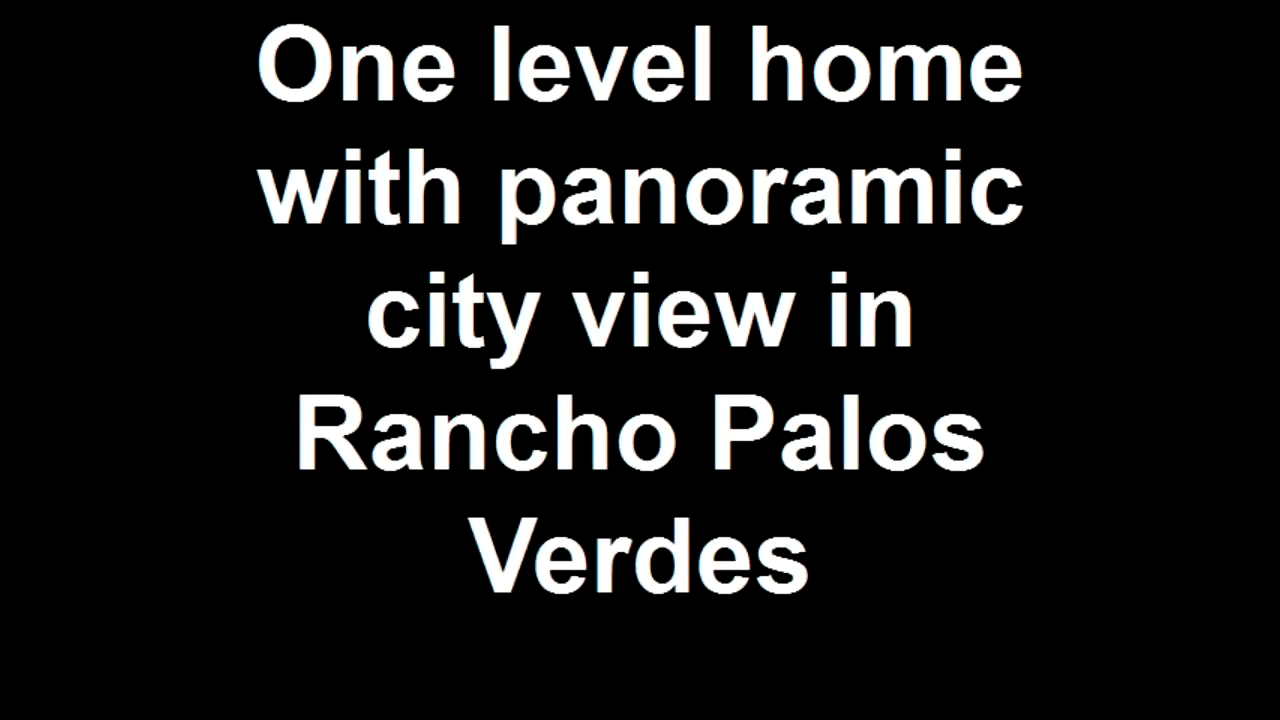 One level home
with panoramic
city view in
Rancho Palos
Verdes